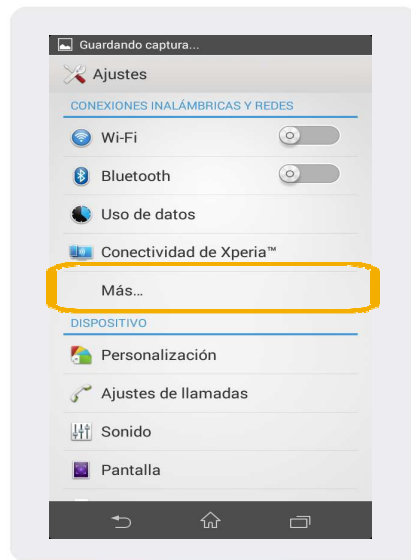 Guardando captura...
Ajustes
CONEXIONES INALÁMBRICAS Y REDES
Wi-Fi
Bluetooth
Uso de datos
Conectividad de Xperia™
Más...
DISPOSITIVO
Personalización
Ajustes de llamadas
Sonido
Pantalla